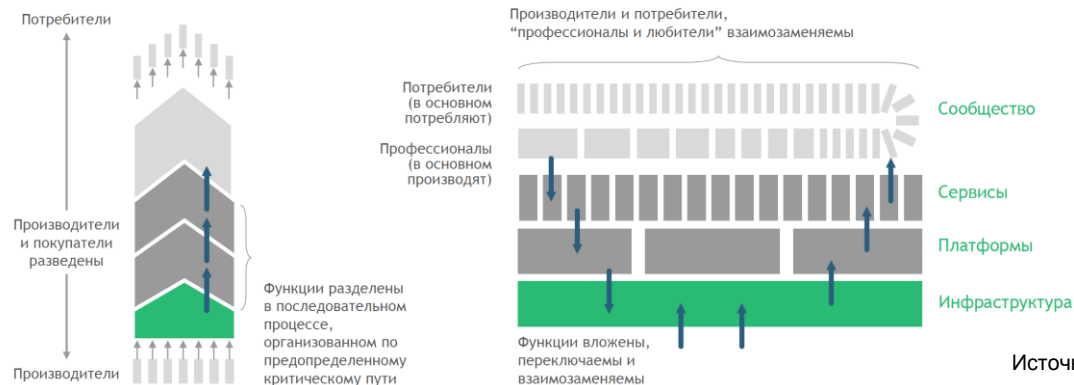 Потребители
Производители
и покупатели
разведены
Производители
Функции разделены
в последовательном
процессе,
организованном по
предопределенному
критическому пути
Производители и потребители,
“профессионалы и любители” взаимозаменяемы
Потребители
(в основном
потребляют)
Профессионалы
(в основном
производят)
Сообщество
Сервисы
Платформы
Инфраструктура
Функции вложены,
переключаемы и
взаимозаменяемы